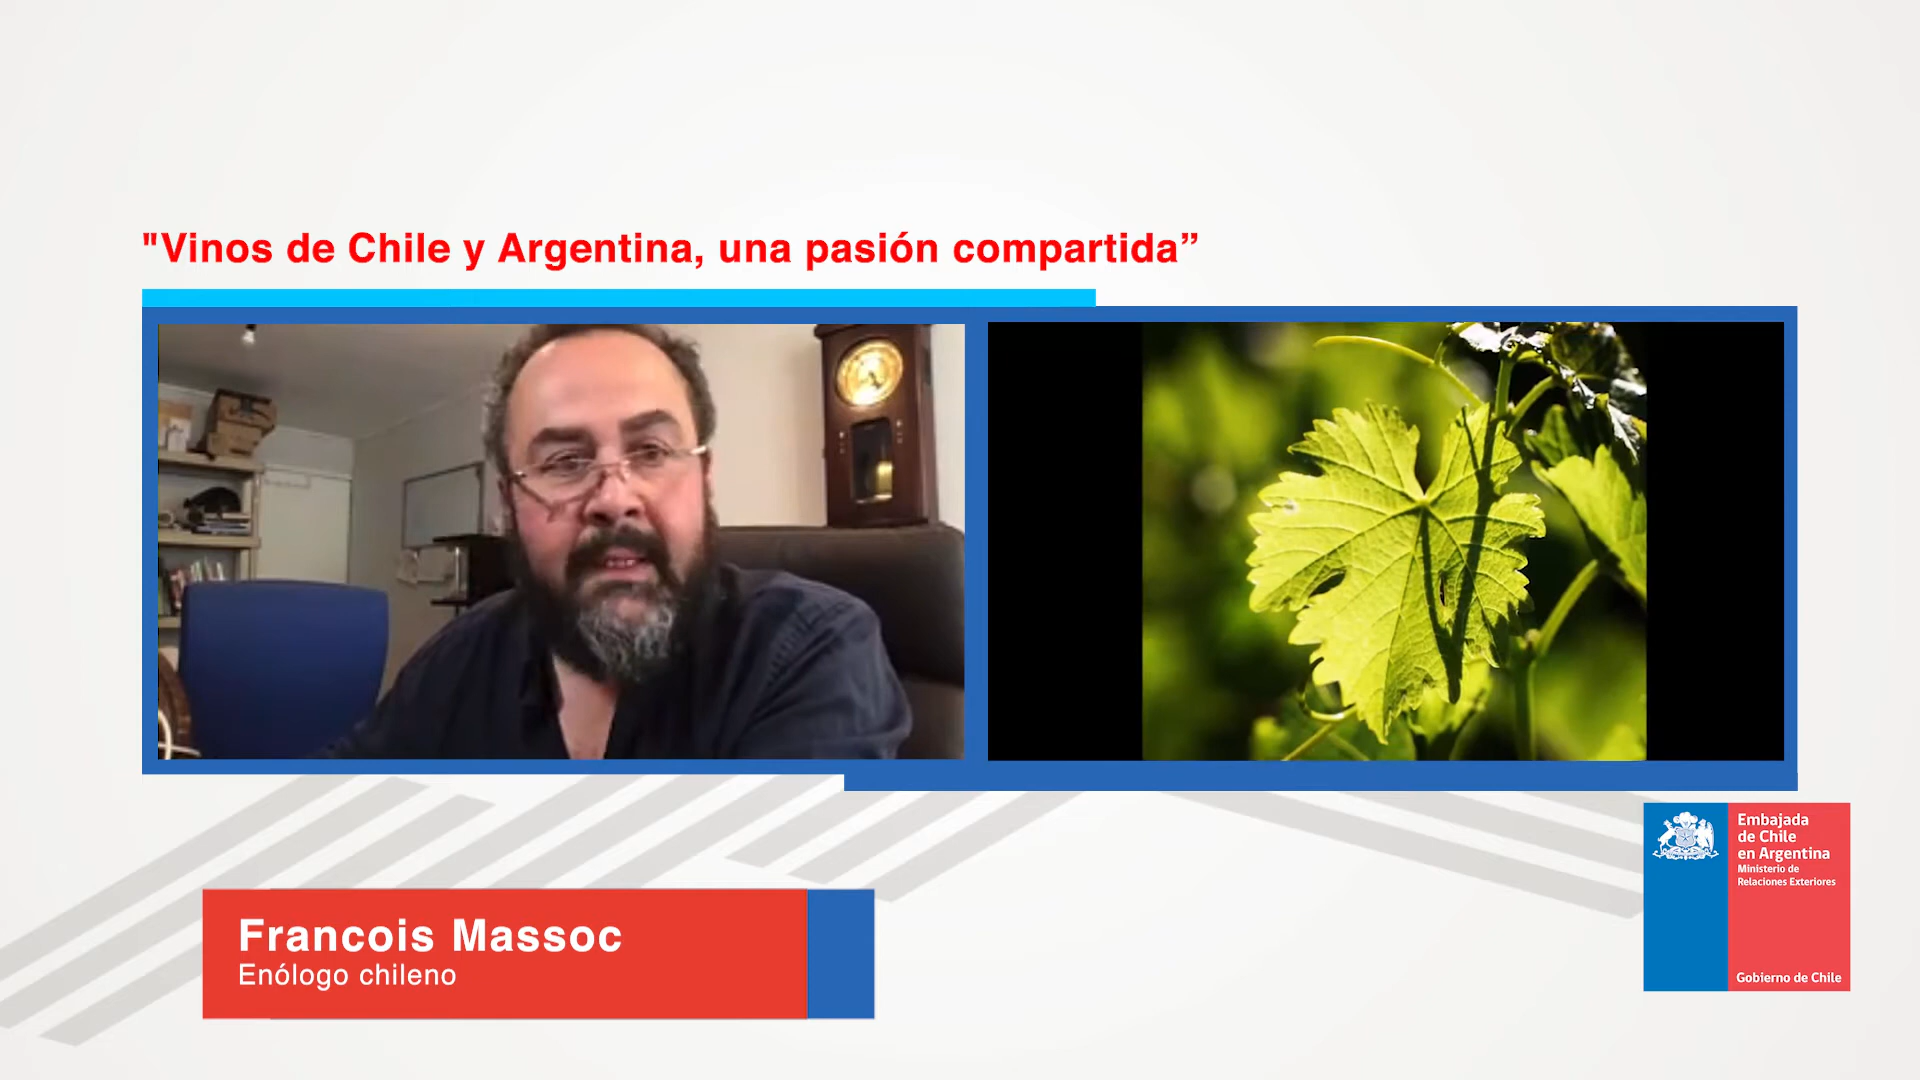 "Vinos de Chile y Argentina, una pasión compartida”
Embajada
de Chile
en Argentina
Ministerio de
Relaciones Exteriores
Gobierno de Chile
Francois Massoc
Enólogo chileno